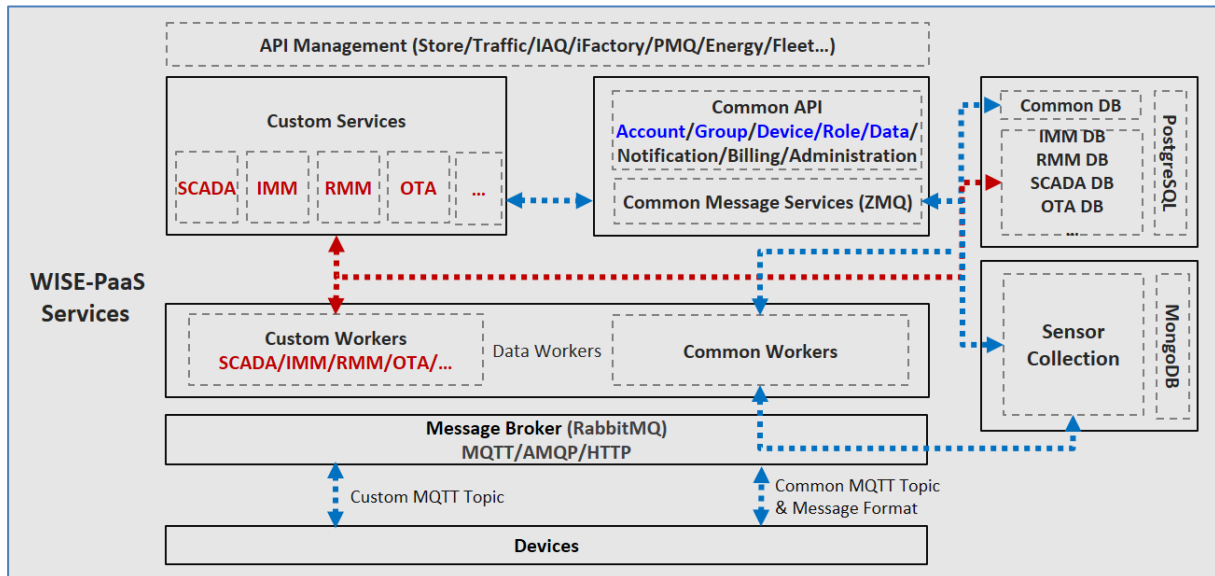 API Management (Store/Traffic/IAQ/iFactory/PMQ/Energy/Fleet...)
Custom Services
SCADA
IMM
RMM
OTA
...
Common API
Account/Group/Device/Role/Data/
Notification/Billing/Administration
Common Message Services (ZMQ)
Common DB
IMM DB
RMM DB
SCADA DB
OTA DB
...
PostgreSQL
WISE-PaaS
Services
Custom Workers
SCADA/IMM/RMM/OTA/...
Data Workers
Common Workers
Sensor
Collection
MongoDB
Message Broker (RabbitMQ)
MQTT/AMQP/HTTP
Custom MQTT Topic
Common MQTT Topic
& Message Format
Devices